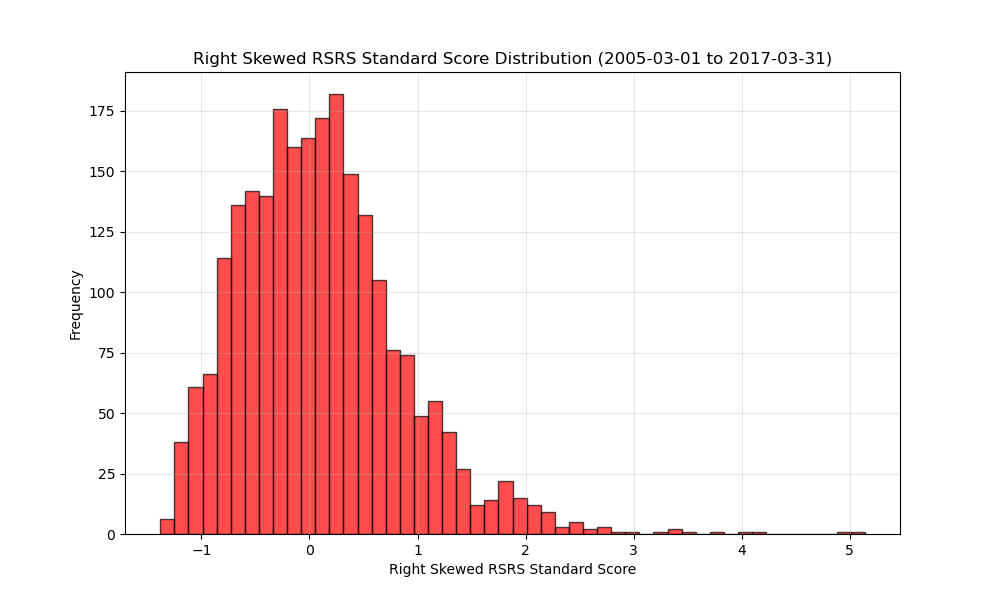 Right Skewed RSRS Standard Score Distribution (2005-03-01 to 2017-03-31)
175
150
125
100
75
50
25
0
Frequency
−1 0 1 2 3 4 5
Right Skewed RSRS Standard Score